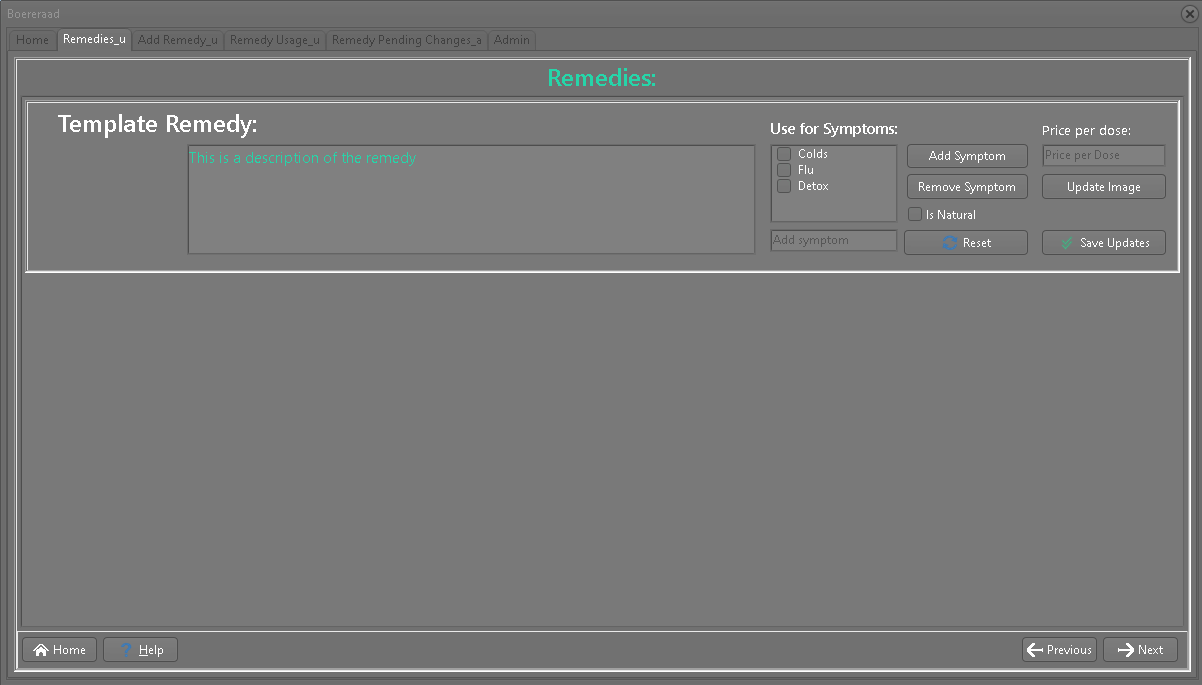 Boereraad
Home Remedies_u Add Remedy_u Remedy Usage_u Remedy Pending Changes_a Admin
Remedies:
Template Remedy:
This is a description of the remedy
Use for Symptoms:
Colds
Flu
Detox
Add symptom
Add Symptom
Remove Symptom
Is Natural
Reset
Price per dose:
Price per Dose
Update Image
Save Updates
Home Help Previous Next